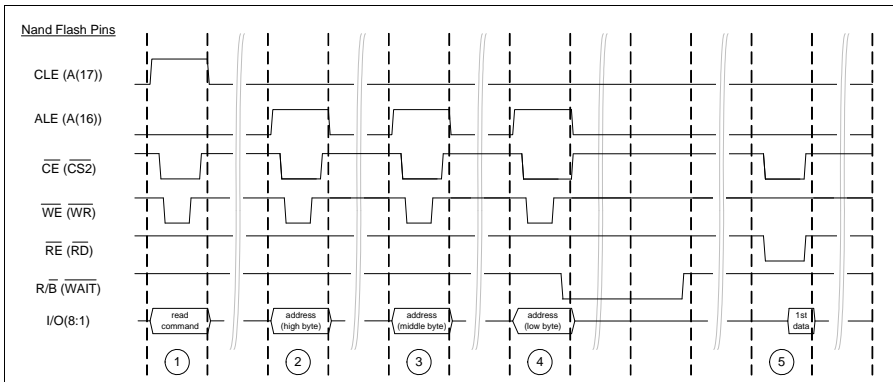 Nand Flash Pins
CLE (A(17))
ALE (A(16))
CE (CS2)
WE (WR)
RE (RD)
R/B (WAIT)
I/O(8:1)
read
command
address
(high byte)
address
(middle byte)
address
(low byte)
1st
data
1
2
3
4
5